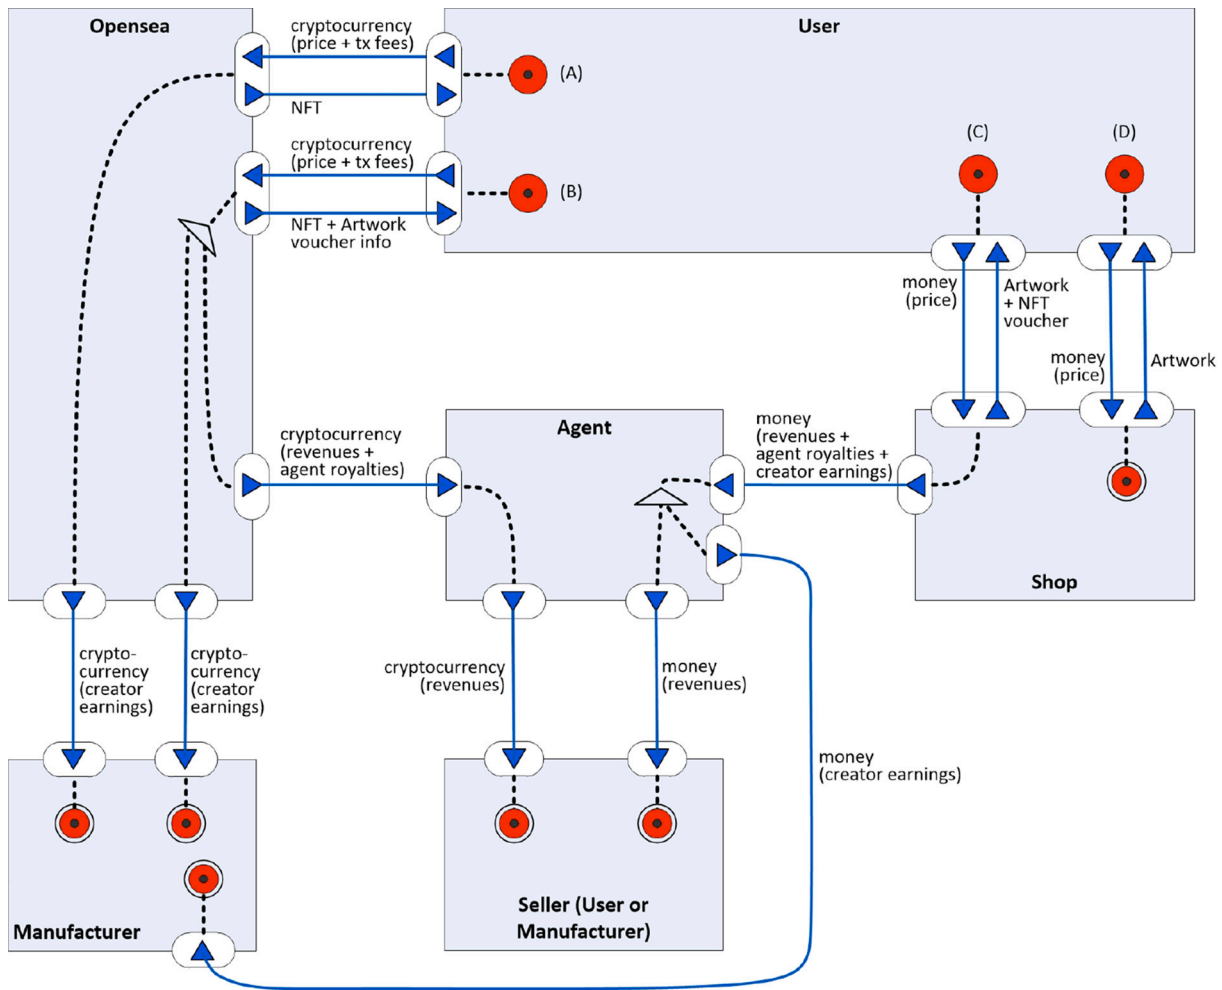 Opensea
User
cryptocurrency
(price + tx fees)
NFT
(A)
cryptocurrency
(price + tx fees)
NFT + Artwork
voucher info
(B)
(C)
(D)
money
(price)
Artwork
+ NFT
voucher
money
(price)
Artwork
cryptocurrency
(revenues +
agent royalties)
Agent
money
(revenues +
agent royalties +
creator earnings)
Shop
crypto-
currency
(creator
earnings)
crypto-
currency
(creator
earnings)
cryptocurrency
(revenues)
money
(revenues)
money
(creator earnings)
Manufacturer
Seller (User or
Manufacturer)